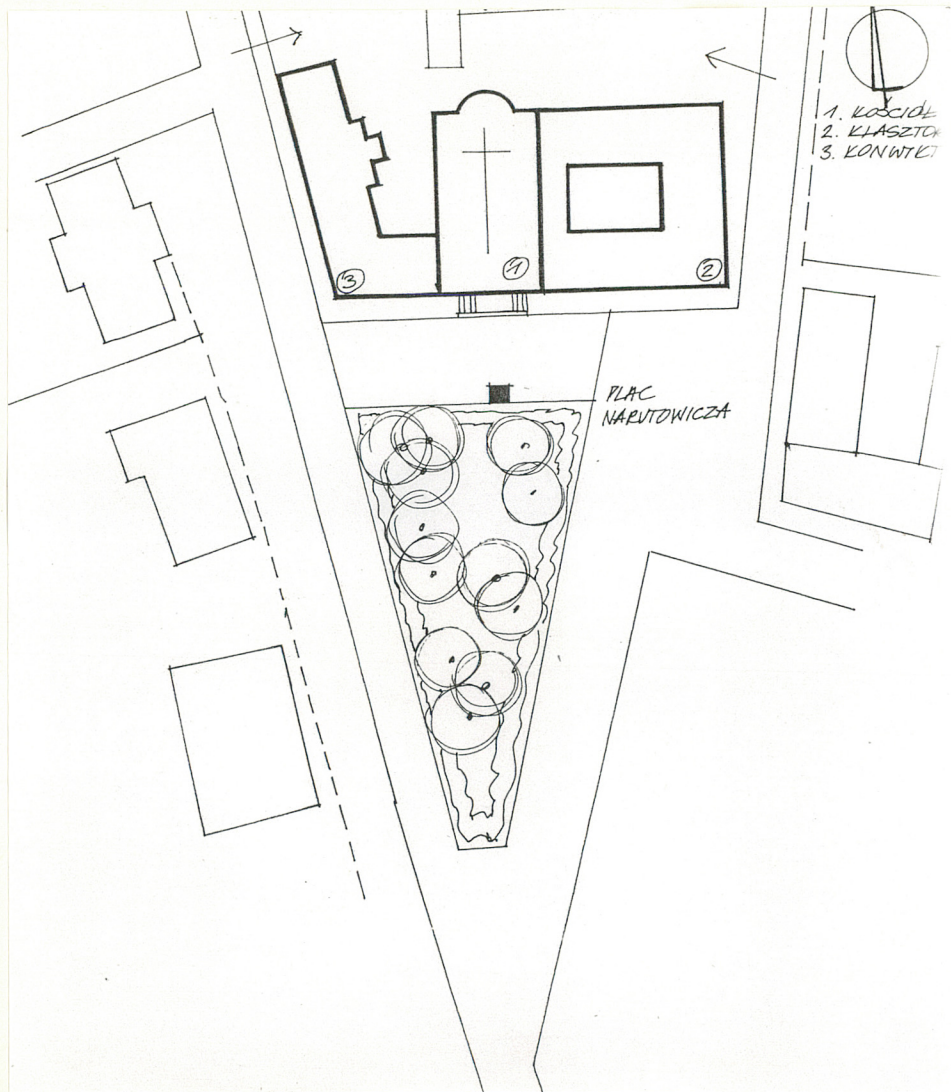 1. KOŚCIÓŁ
2. KLASZTO
3. KONWIKT
3
1
2
PLAC
NARUTOWICZA